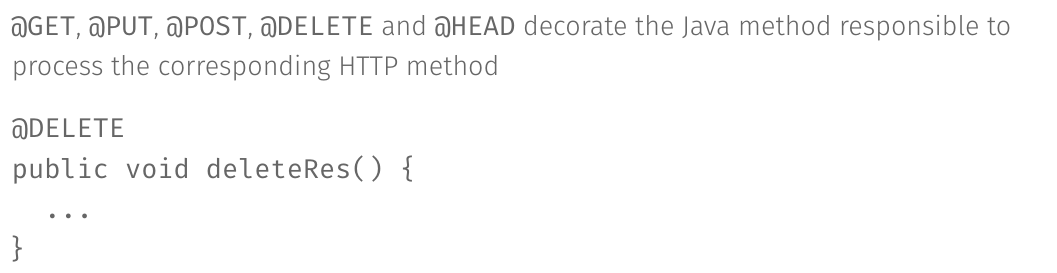 @GET, @PUT, @POST, @DELETE and @HEAD decorate the Java method responsible to
process the corresponding HTTP method
@DELETE
public void deleteRes() {
  ...
}